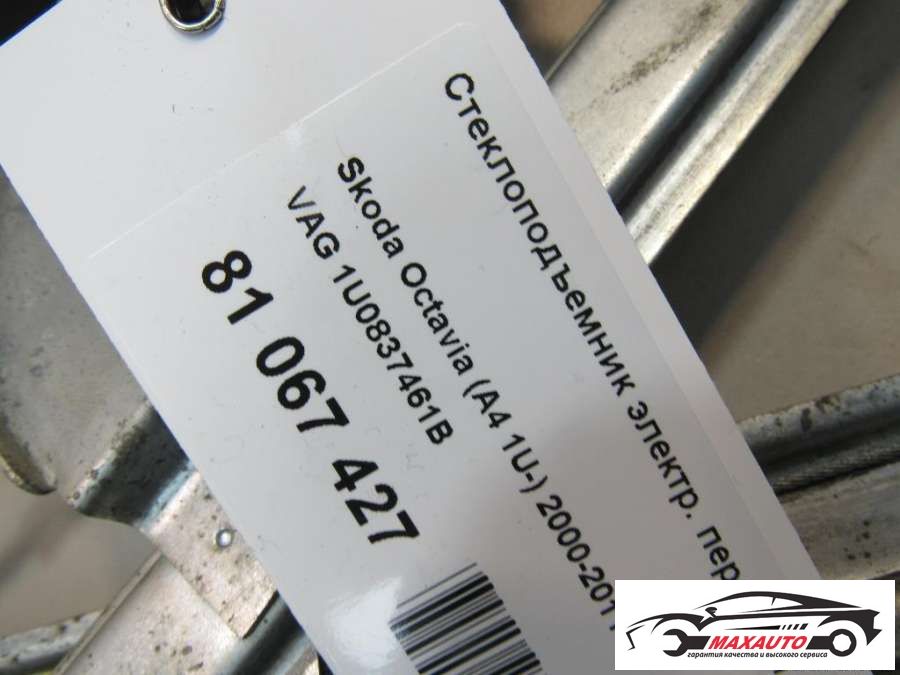 Стеклоподъемник электр. пер
Skoda Octavia (A4 1U-) 2000-201
VAG 1U0837461B
81 067 427
MAXAUTO
гарантия качества и высокого сервиса